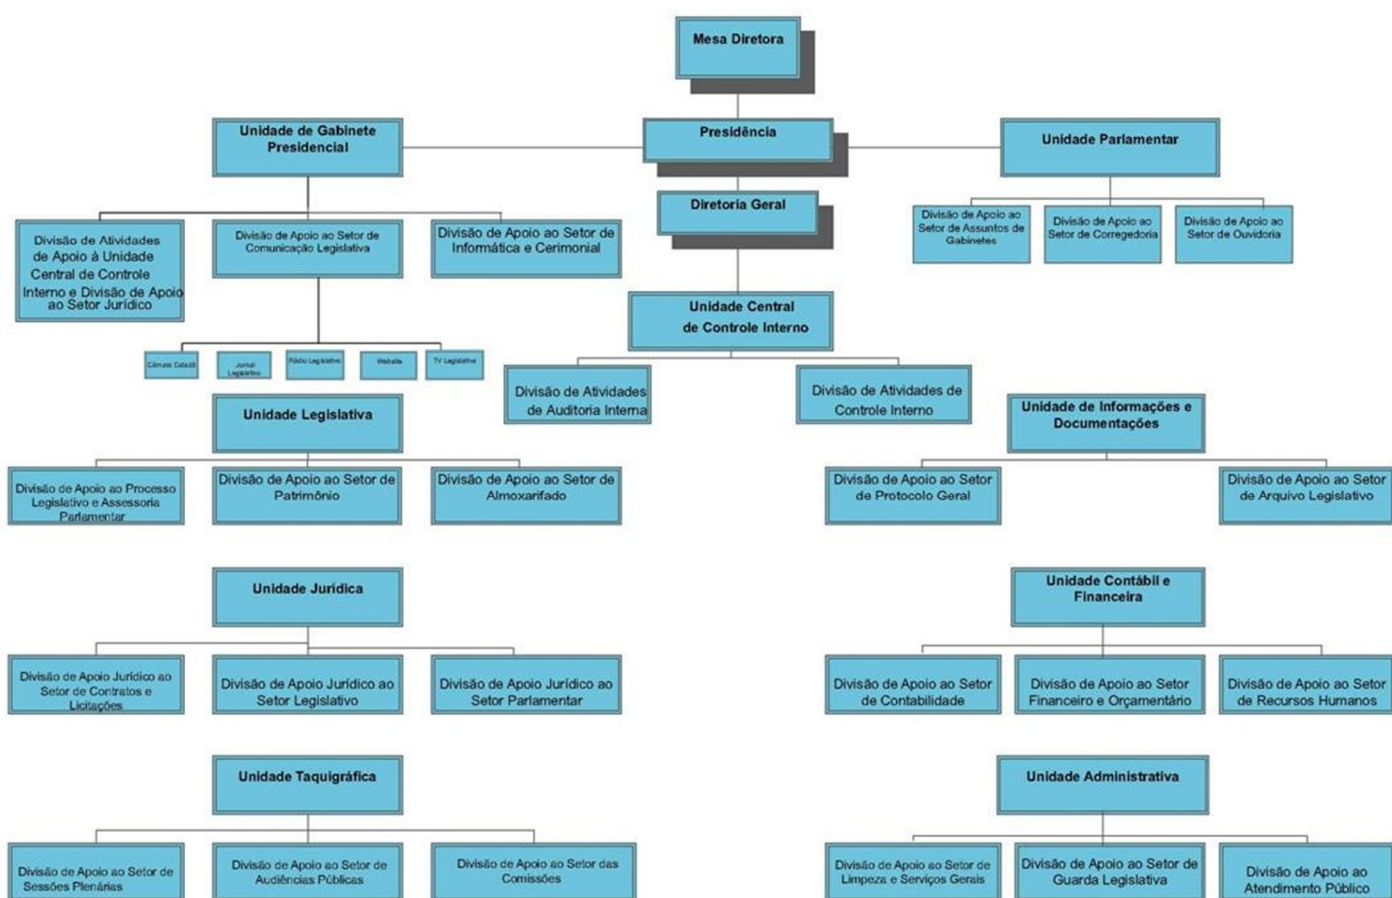 Mesa Diretora
Unidade de Gabinete
Presidencial
Presidência
Unidade Parlamentar
Diretoria Geral
Divisão de Atividades
de Apoio à Unidade
Central de Controle
Interno e Divisão de Apoio
ao Setor Jurídico
Divisão de Apoio ao Setor de
Comunicação Legislativa
Divisão de Apoio ao Setor de
Informática e Cerimonial
Divisão de Apoio ao
Setor de Assuntos de
Gabinetes
Divisão de Apoio ao
Setor de Corregedoria
Divisão de Apoio ao
Setor de Ouvidoria
Unidade Central
de Controle Interno
Câmara Cidadã
Jornal
Legislativo
Rádio Legislativo
Website
TV Legislativa
Divisão de Atividades
de Auditoria Interna
Divisão de Atividades de
Controle Interno
Unidade Legislativa
Unidade de Informações e
Documentações
Divisão de Apoio ao Processo
Legislativo e Assessoria
Parlamentar
Divisão de Apoio ao Setor de
Patrimônio
Divisão de Apoio ao Setor de
Almoxarifado
Divisão de Apoio ao Setor
de Protocolo Geral
Divisão de Apoio ao Setor
de Arquivo Legislativo
Unidade Jurídica
Unidade Contábil e
Financeira
Divisão de Apoio Jurídico ao
Setor de Contratos e
Licitações
Divisão de Apoio Jurídico ao
Setor Legislativo
Divisão de Apoio Jurídico ao
Setor Parlamentar
Divisão de Apoio ao Setor
de Contabilidade
Divisão de Apoio ao Setor
Financeiro e Orçamentário
Divisão de Apoio ao Setor
de Recursos Humanos
Unidade Taquigráfica
Unidade Administrativa
Divisão de Apoio ao Setor de
Sessões Plenárias
Divisão de Apoio ao Setor de
Audiências Públicas
Divisão de Apoio ao Setor das
Comissões
Divisão de Apoio ao Setor de
Limpeza e Serviços Gerais
Divisão de Apoio ao Setor de
Guarda Legislativa
Divisão de Apoio ao
Atendimento Público